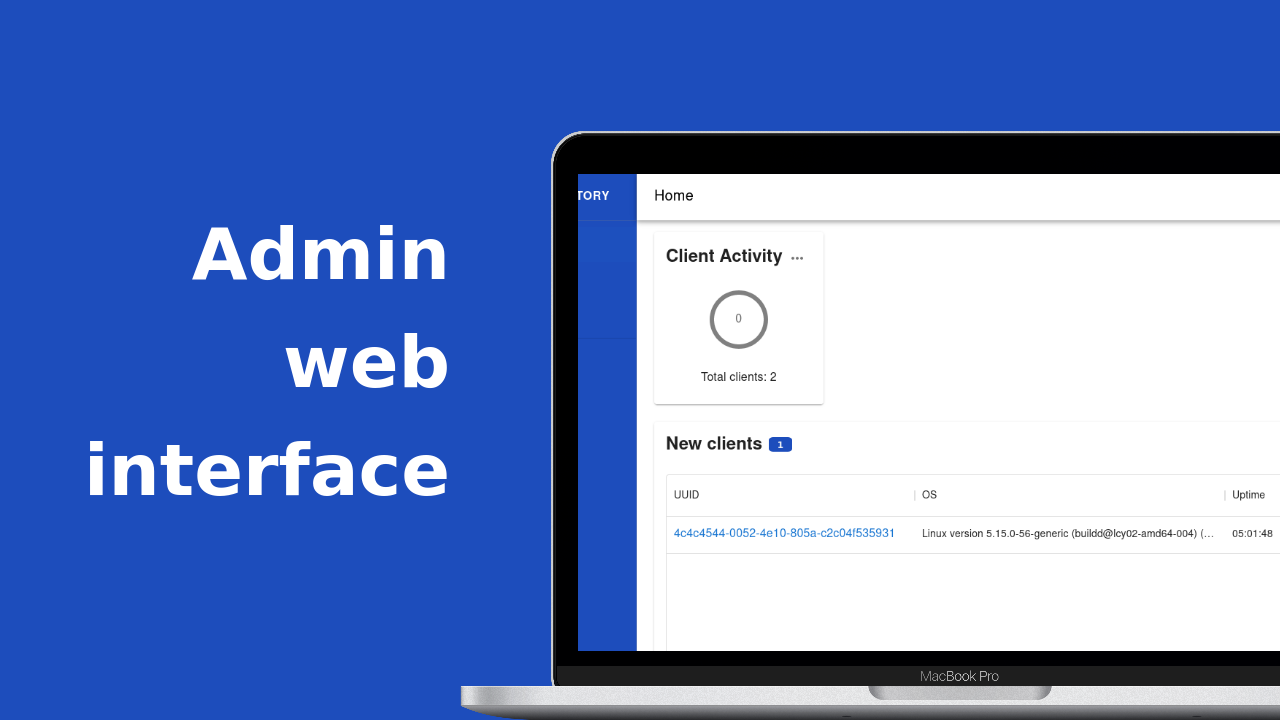 Admin
web
interface
TORY
Home
Client Activity ...
0
Total clients: 2
New clients 1
UUID
OS
Uptime
4c4c4544-0052-4e10-805a-c2c04f535931
Linux version 5.15.0-56-generic (buildd@lcy02-amd64-004) (...
05:01:48
MacBook Pro